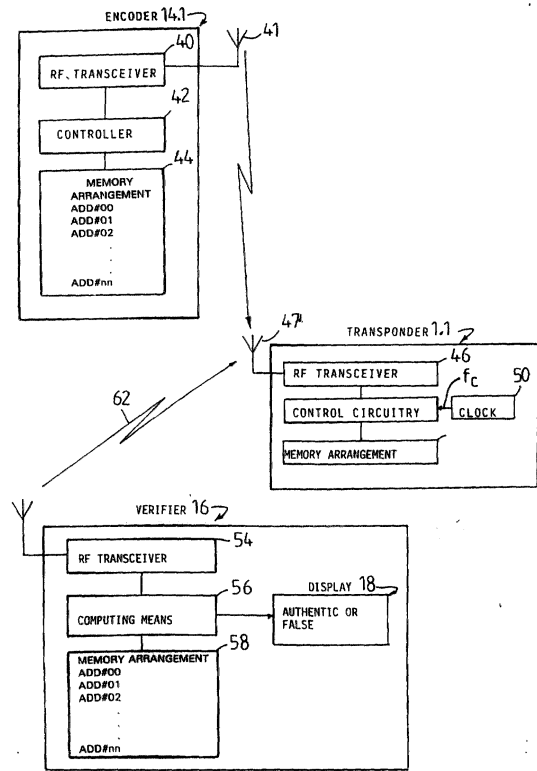 ENCODER 14.1
41
40
RF. TRANSCEIVER
42
CONTROLLER
44
MEMORY
ARRANGEMENT
ADD#00
ADD#01
ADD#02
.
.
.
ADD#nn
47
TRANSPONDER 1.1
46
RF TRANSCEIVER
fc
50
CONTROL CIRCUITRY
CLOCK
MEMORY ARRANGEMENT
62
VERIFIER 16
54
RF TRANSCEIVER
DISPLAY 18
56
COMPUTING MEANS
AUTHENTIC OR
FALSE
58
MEMORY ARRANGEMENT
ADD#00
ADD#01
ADD#02
.
.
.
ADD#nn